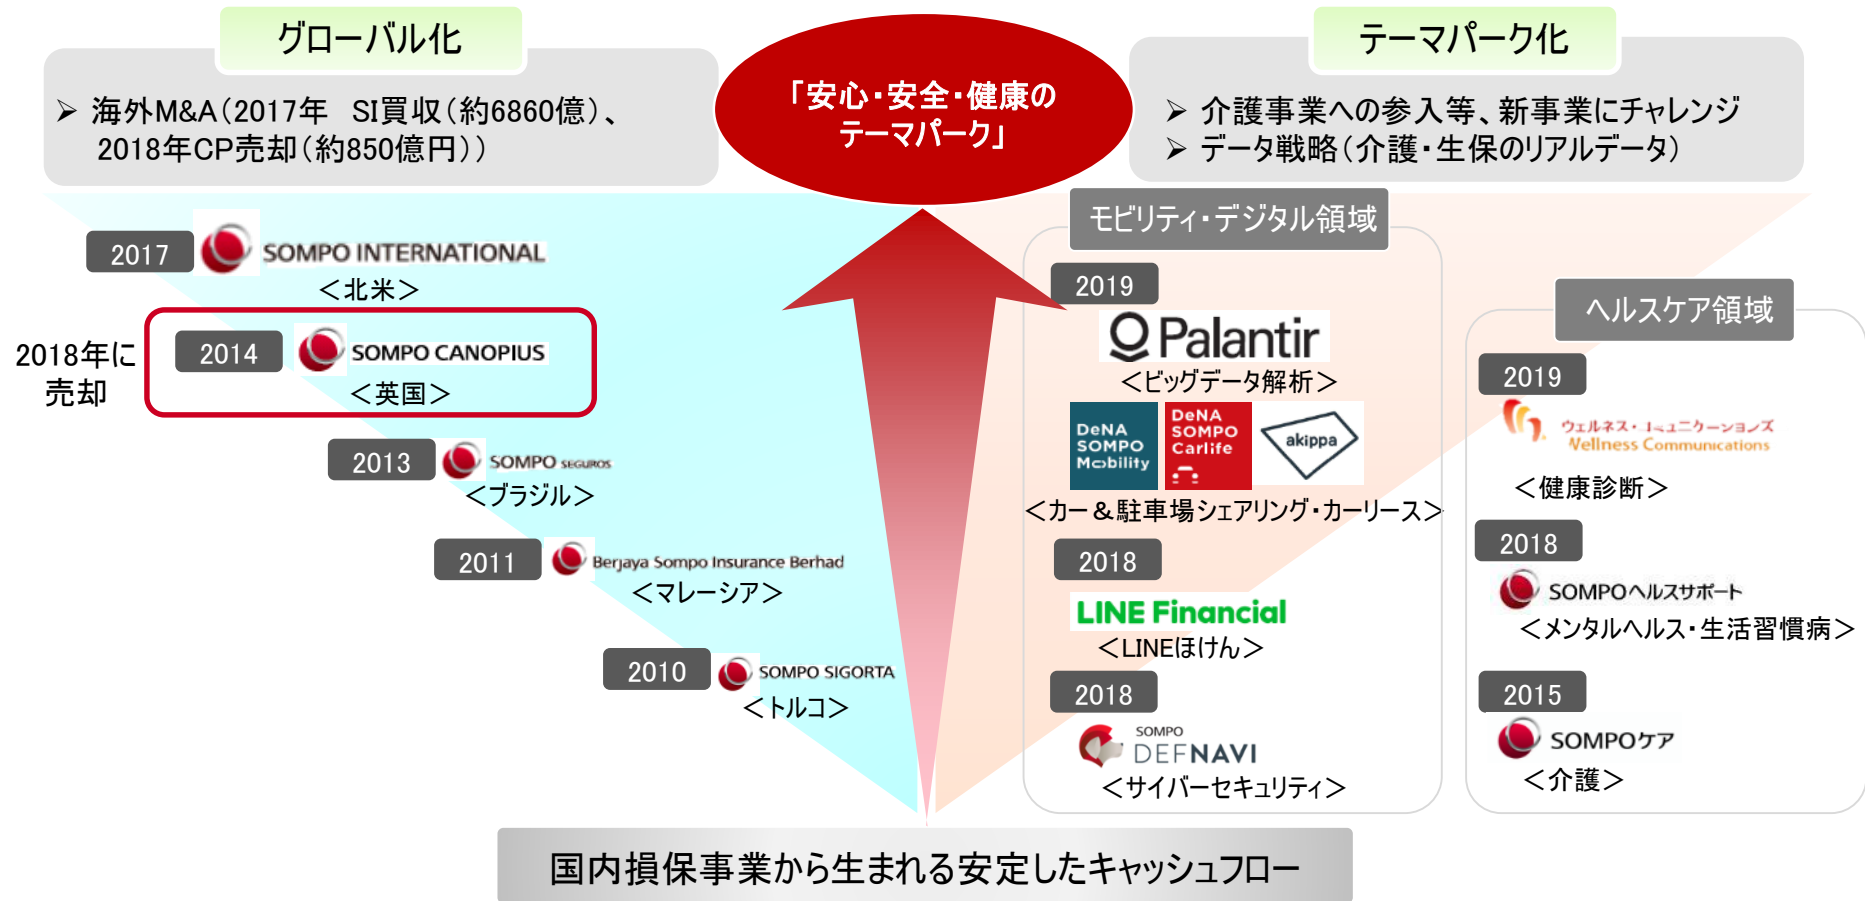 グローバル化
➢ 海外M&A（2017年　SI買収（約6860億）、
2018年CP売却（約850億円））
「安心・安全・健康の
テーマパーク」
テーマパーク化
➢ 介護事業への参入等、新事業にチャレンジ
➢ データ戦略（介護・生保のリアルデータ）
2017
SOMPO INTERNATIONAL
＜北米＞
2018年に
売却
2014
SOMPO CANOPIUS
＜英国＞
2013
SOMPO SEGUROS
＜ブラジル＞
2011
Berjaya Sompo Insurance Berhad
＜マレーシア＞
2010
SOMPO SIGORTA
＜トルコ＞
モビリティ・デジタル領域
2019
Palantir
＜ビッグデータ解析＞
DeNA
SOMPO
Mobility
DeNA
SOMPO
Carlife
akippa
＜カー＆駐車場シェアリング・カーリース＞
2018
LINE Financial
＜LINEほけん＞
2018
SOMPO
DEFNAVI
＜サイバーセキュリティ＞
ヘルスケア領域
2019
ウェルネス・コミュニケーションズ
Wellness Communications
＜健康診断＞
2018
SOMPOヘルスサポート
＜メンタルヘルス・生活習慣病＞
2015
SOMPOケア
＜介護＞
国内損保事業から生まれる安定したキャッシュフロー